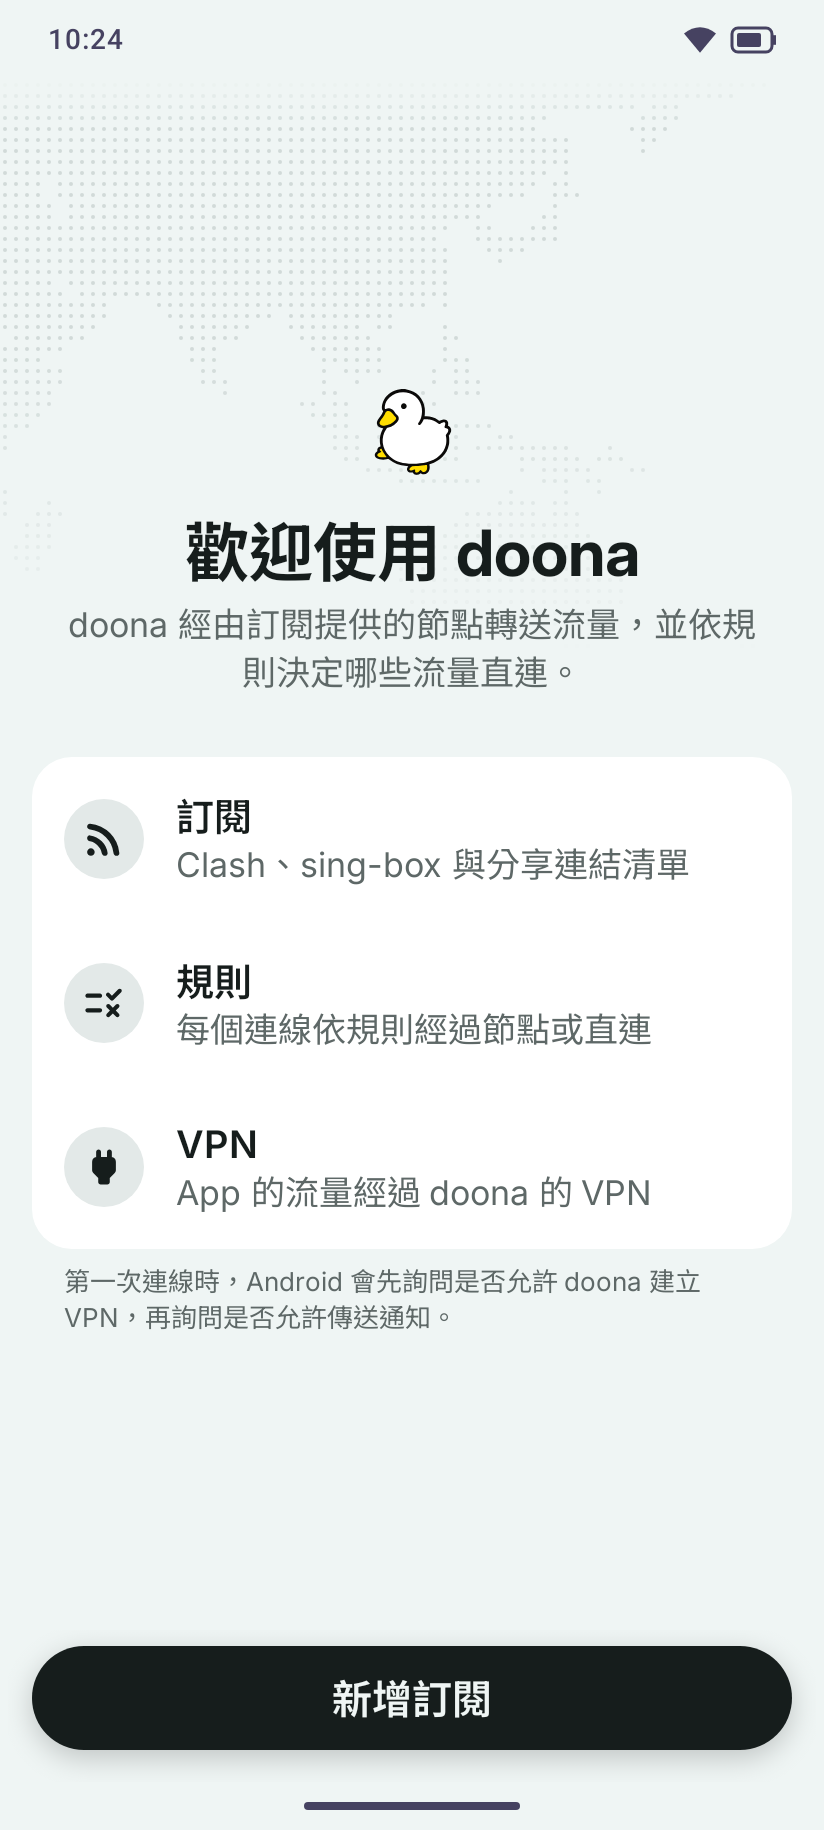 10:24
歡迎使用 doona
doona 經由訂閱提供的節點轉送流量，並依規
則決定哪些流量直連。
訂閱
Clash、sing-box 與分享連結清單
規則
每個連線依規則經過節點或直連
VPN
App 的流量經過 doona 的 VPN
第一次連線時，Android 會先詢問是否允許 doona 建立
VPN，再詢問是否允許傳送通知。
新增訂閱